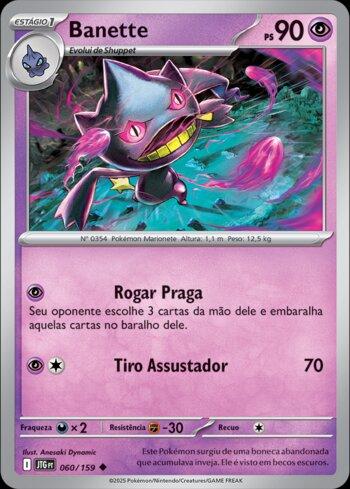 ESTÁGIO 1 Banette PS 90
Evolui de Shuppet
Nº 0354 Pokémon Marionete Altura: 1,1 m Peso: 12,5 kg
Rogar Praga
Seu oponente escolhe 3 cartas da mão dele e embaralha
aquelas cartas no baralho dele.
Tiro Assustador 70
Fraqueza ×2 Resistência -30 Recuo
Ilust. Anesaki Dynamic
I JTG PT 060/159
Este Pokémon surgiu de uma boneca abandonada
que acumulava inveja. Ele é visto em becos escuros.
©2025 Pokémon/Nintendo/Creatures/GAME FREAK